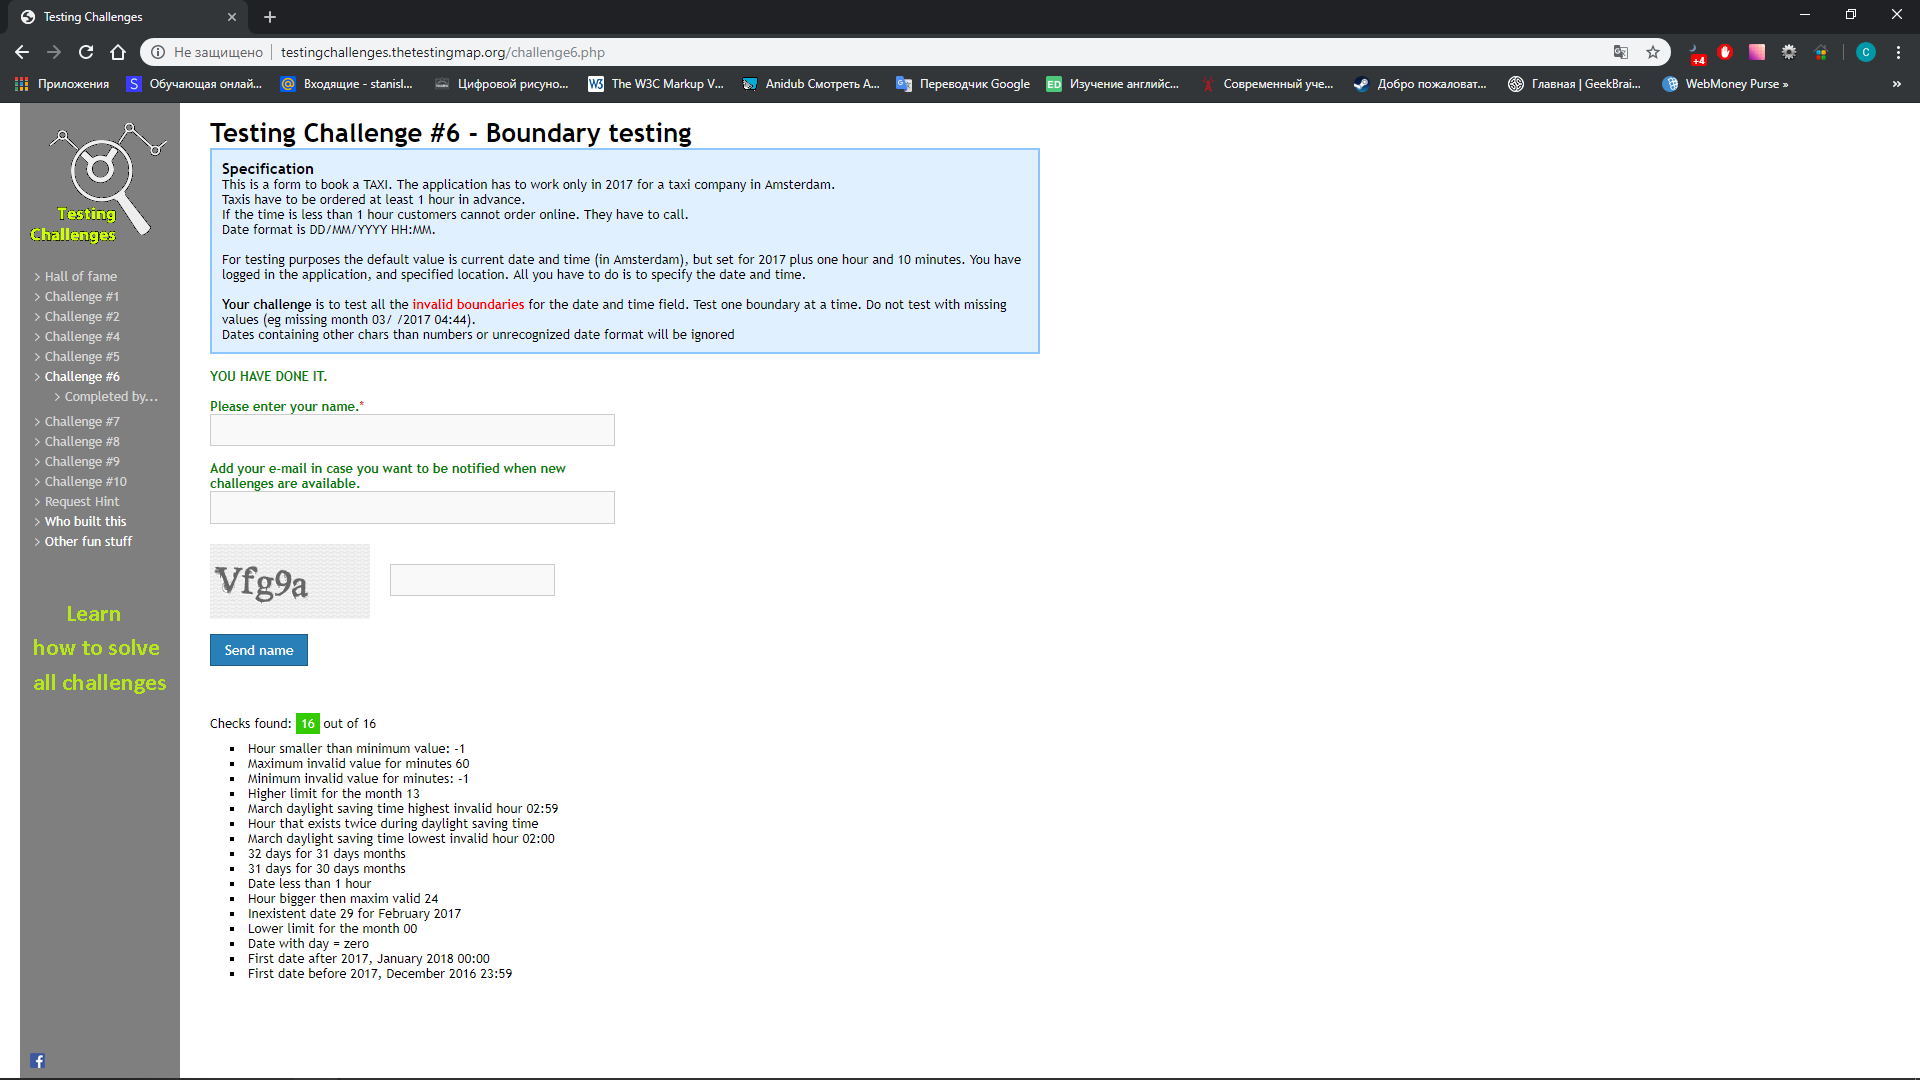 Testing Challenges
Не защищено
testingchallenges.thetestingmap.org/challenge6.php
+4
C
Приложения
S Обучающая онлай...
Входящие - stanisl...
Цифровой рисуно...
W3 The W3C Markup V...
Anidub Смотреть А...
Переводчик Google
ED Изучение английс...
Современный уче...
Добро пожаловат...
Главная | GeekBrai...
WebMoney Purse »
»
Testing
Challenges
> Hall of fame
> Challenge #1
> Challenge #2
> Challenge #4
> Challenge #5
> Challenge #6
> Completed by...
> Challenge #7
> Challenge #8
> Challenge #9
> Challenge #10
> Request Hint
> Who built this
> Other fun stuff
Learn
how to solve
all challenges
Testing Challenge #6 - Boundary testing
Specification
This is a form to book a TAXI. The application has to work only in 2017 for a taxi company in Amsterdam.
Taxis have to be ordered at least 1 hour in advance.
If the time is less than 1 hour customers cannot order online. They have to call.
Date format is DD/MM/YYYY HH:MM.
For testing purposes the default value is current date and time (in Amsterdam), but set for 2017 plus one hour and 10 minutes. You have
logged in the application, and specified location. All you have to do is to specify the date and time.
Your challenge is to test all the invalid boundaries for the date and time field. Test one boundary at a time. Do not test with missing
values (eg missing month 03/ /2017 04:44).
Dates containing other chars than numbers or unrecognized date format will be ignored
YOU HAVE DONE IT.
Please enter your name.*
Add your e-mail in case you want to be notified when new
challenges are available.
Vfg9a
Send name
Checks found: 16 out of 16
Hour smaller than minimum value: -1
Maximum invalid value for minutes 60
Minimum invalid value for minutes: -1
Higher limit for the month 13
March daylight saving time highest invalid hour 02:59
Hour that exists twice during daylight saving time
March daylight saving time lowest invalid hour 02:00
32 days for 31 days months
31 days for 30 days months
Date less than 1 hour
Hour bigger then maxim valid 24
Inexistent date 29 for February 2017
Lower limit for the month 00
Date with day = zero
First date after 2017, January 2018 00:00
First date before 2017, December 2016 23:59